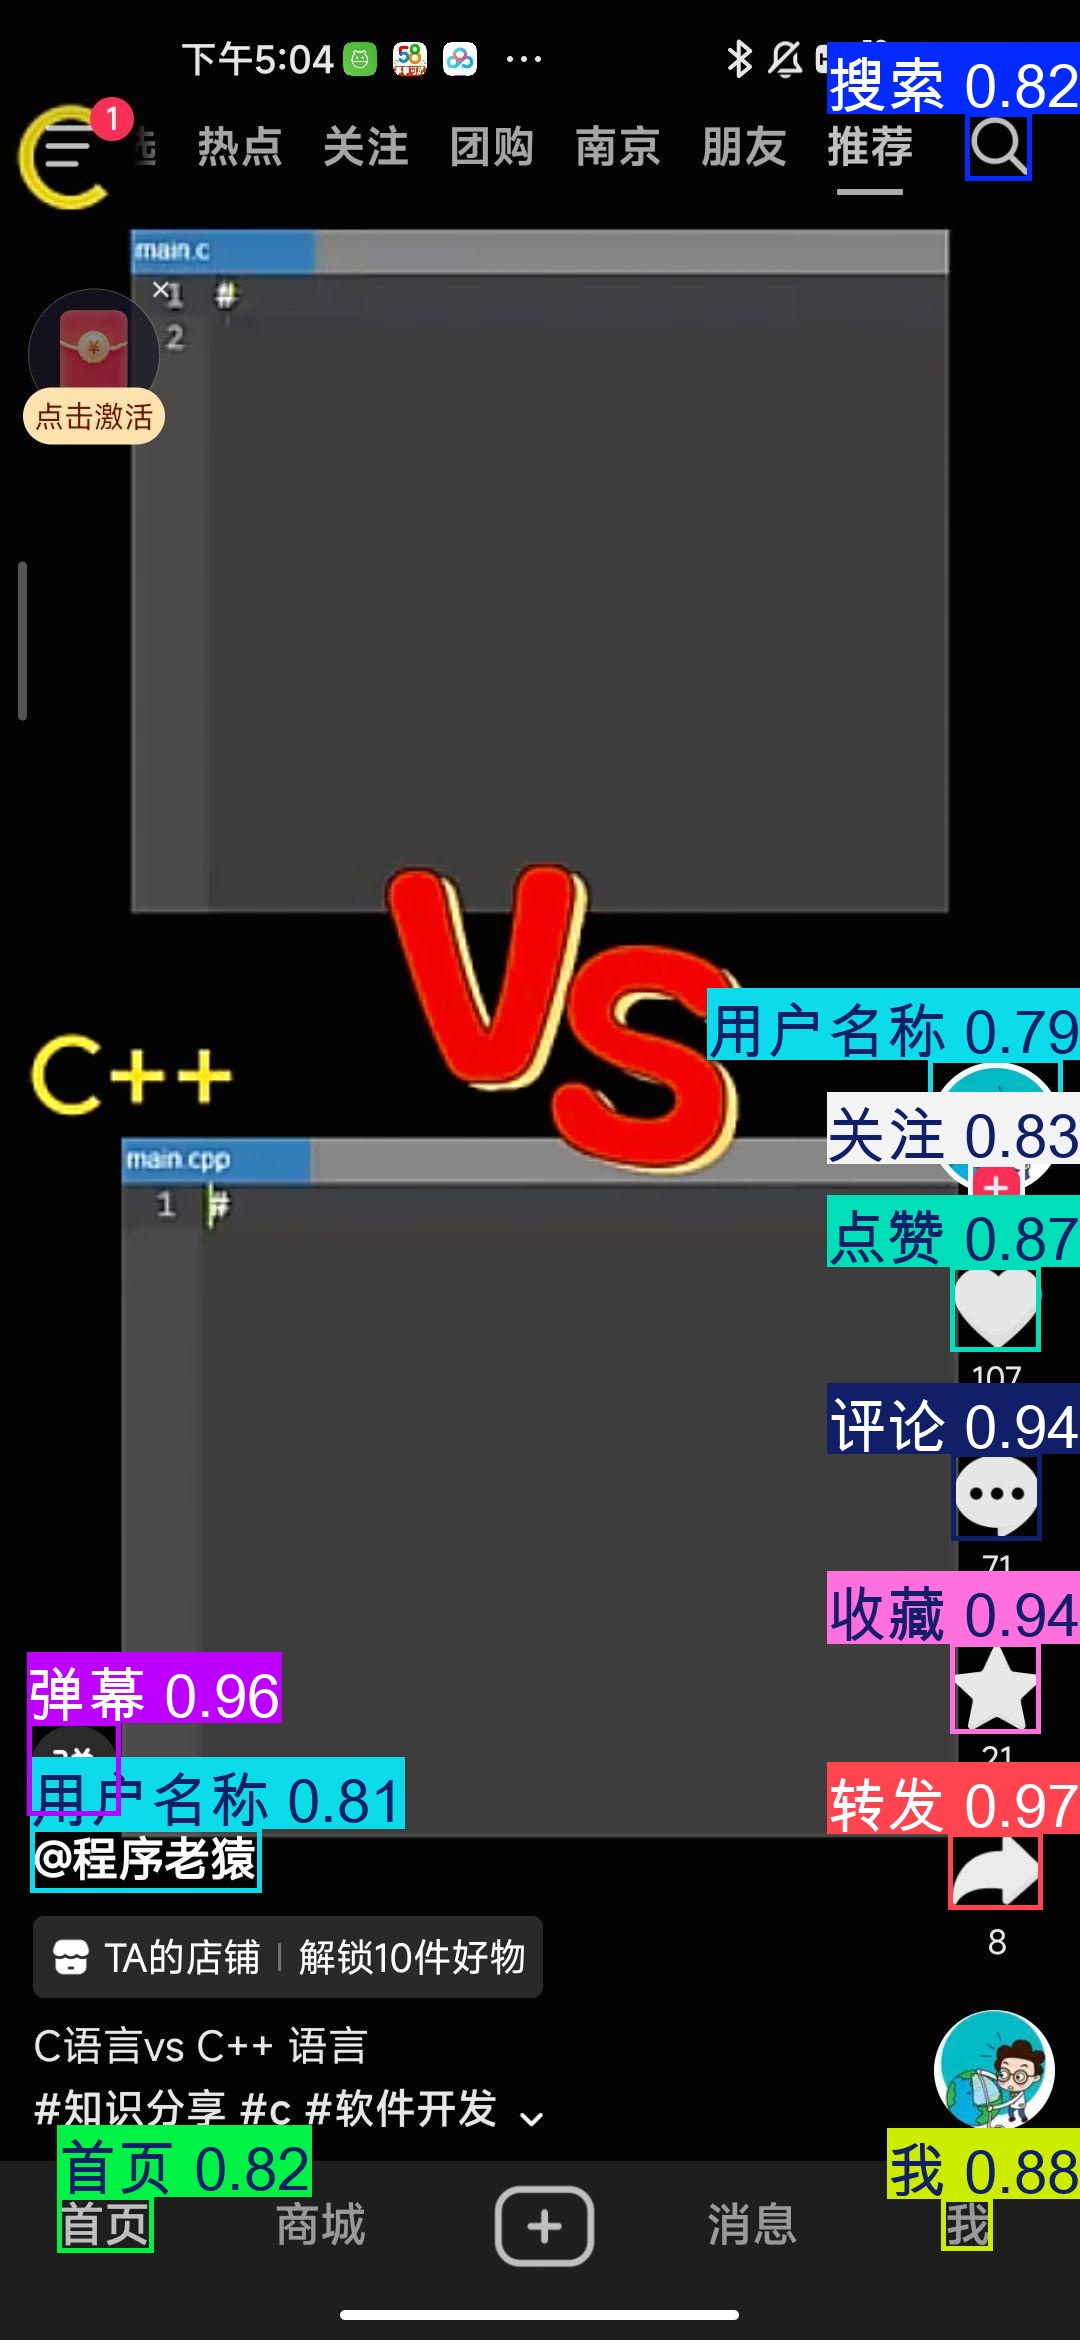 下午5:04
搜索 0.82
C
1
热点 关注 团购 南京 朋友 推荐
main.c
1 #
2
点击激活
VS
用户名称 0.79
C++
关注 0.83
main.cpp
1 #
点赞 0.87
107
评论 0.94
71
收藏 0.94
弹幕 0.96
21
用户名称 0.81
转发 0.97
@程序老猿
8
TA的店铺 | 解锁10件好物
C语言vs C++ 语言
#知识分享 #c #软件开发
首页 0.82
我 0.88
首页 商城 消息 我